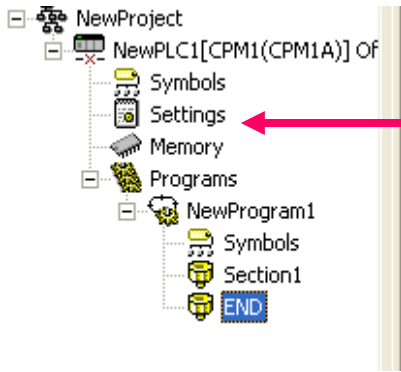 NewProject
NewPLC1[CPM1(CPM1A)] Of
Symbols
Settings
Memory
Programs
NewProgram1
Symbols
Section1
END